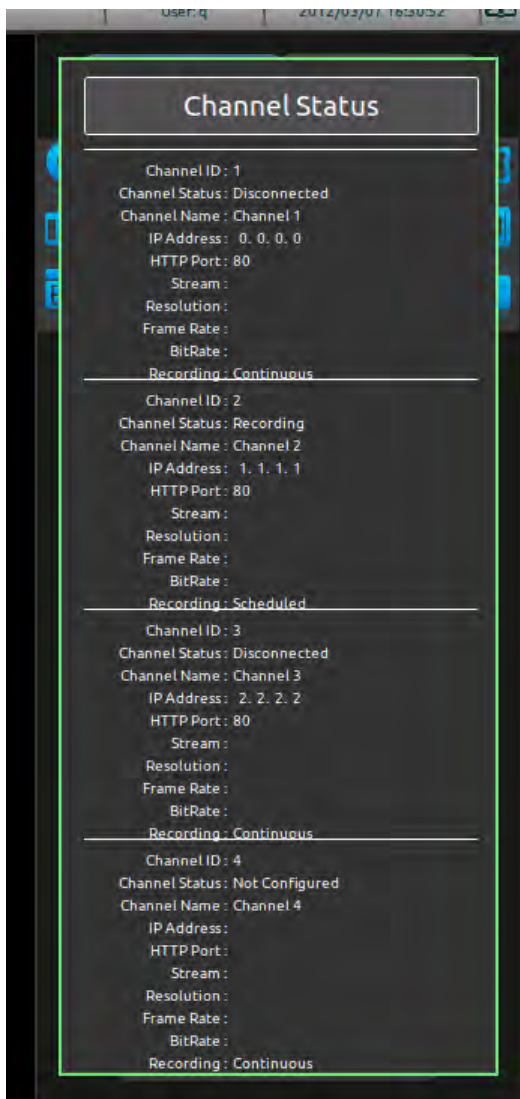 User: q 2012/03/07 16:30:52
Channel Status
Channel ID : 1
Channel Status : Disconnected
Channel Name : Channel 1
IP Address : 0. 0. 0. 0
HTTP Port : 80
Stream :
Resolution :
Frame Rate :
BitRate :
Recording : Continuous
Channel ID : 2
Channel Status : Recording
Channel Name : Channel 2
IP Address : 1. 1. 1. 1
HTTP Port : 80
Stream :
Resolution :
Frame Rate :
BitRate :
Recording : Scheduled
Channel ID : 3
Channel Status : Disconnected
Channel Name : Channel 3
IP Address : 2. 2. 2. 2
HTTP Port : 80
Stream :
Resolution :
Frame Rate :
BitRate :
Recording : Continuous
Channel ID : 4
Channel Status : Not Configured
Channel Name : Channel 4
IP Address :
HTTP Port :
Stream :
Resolution :
Frame Rate :
BitRate :
Recording : Continuous